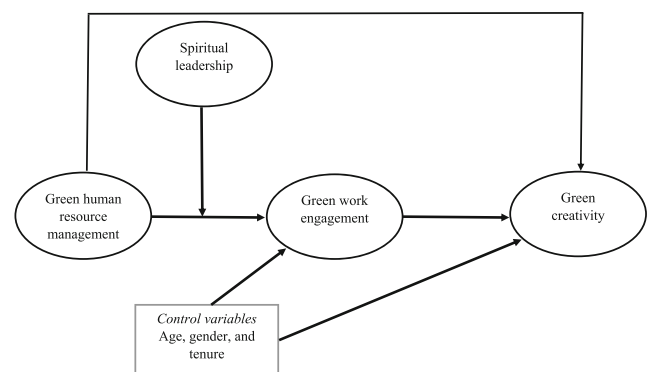 Spiritual
leadership
Green human
resource
management
Green work
engagement
Green
creativity
Control variables
Age, gender, and
tenure